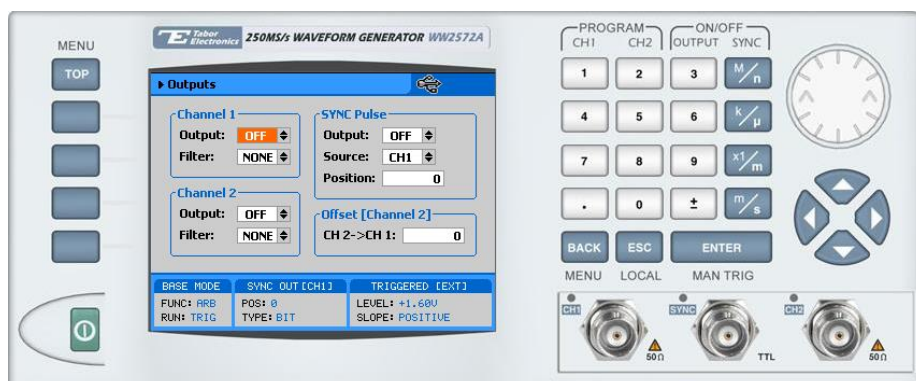 MENU
TOP
Tabor Electronics 250MS/s WAVEFORM GENERATOR WW2572A
Outputs
Channel 1
Output: OFF
Filter: NONE
Channel 2
Output: OFF
Filter: NONE
SYNC Pulse
Output: OFF
Source: CH1
Position: 0
Offset [Channel 2]
CH 2->CH 1: 0
BASE MODE
FUNC: ARB
RUN: TRIG
SYNC OUT [CH1]
POS: 0
TYPE: BIT
TRIGGERED [EXT]
LEVEL: +1.60V
SLOPE: POSITIVE
PROGRAM ON/OFF
CH1 CH2 OUTPUT SYNC
1 2 3 M/n
4 5 6 k/µ
7 8 9 x1/m
. 0 ± m/s
BACK ESC ENTER
MENU LOCAL MAN TRIG
CH1 SYNC CH2
50Ω TTL 50Ω